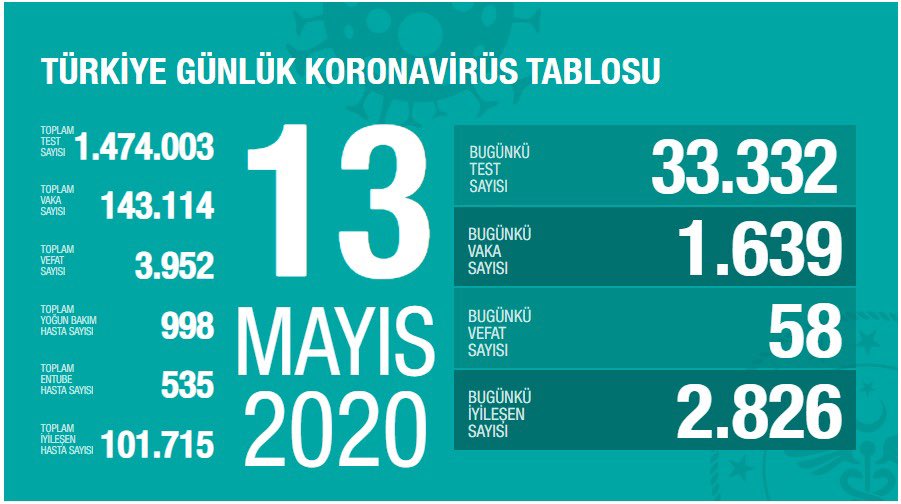 TÜRKİYE GÜNLÜK KORONAVİRÜS TABLOSU
TOPLAM
TEST
SAYISI 1.474.003
TOPLAM
VAKA
SAYISI 143.114
TOPLAM
VEFAT
SAYISI 3.952
TOPLAM
YOĞUN BAKIM
HASTA SAYISI 998
TOPLAM
ENTUBE
HASTA SAYISI 535
TOPLAM
İYİLEŞEN
HASTA SAYISI 101.715
13
MAYIS
2020
BUGÜNKÜ
TEST
SAYISI 33.332
BUGÜNKÜ
VAKA
SAYISI 1.639
BUGÜNKÜ
VEFAT
SAYISI 58
BUGÜNKÜ
İYİLEŞEN
SAYISI 2.826